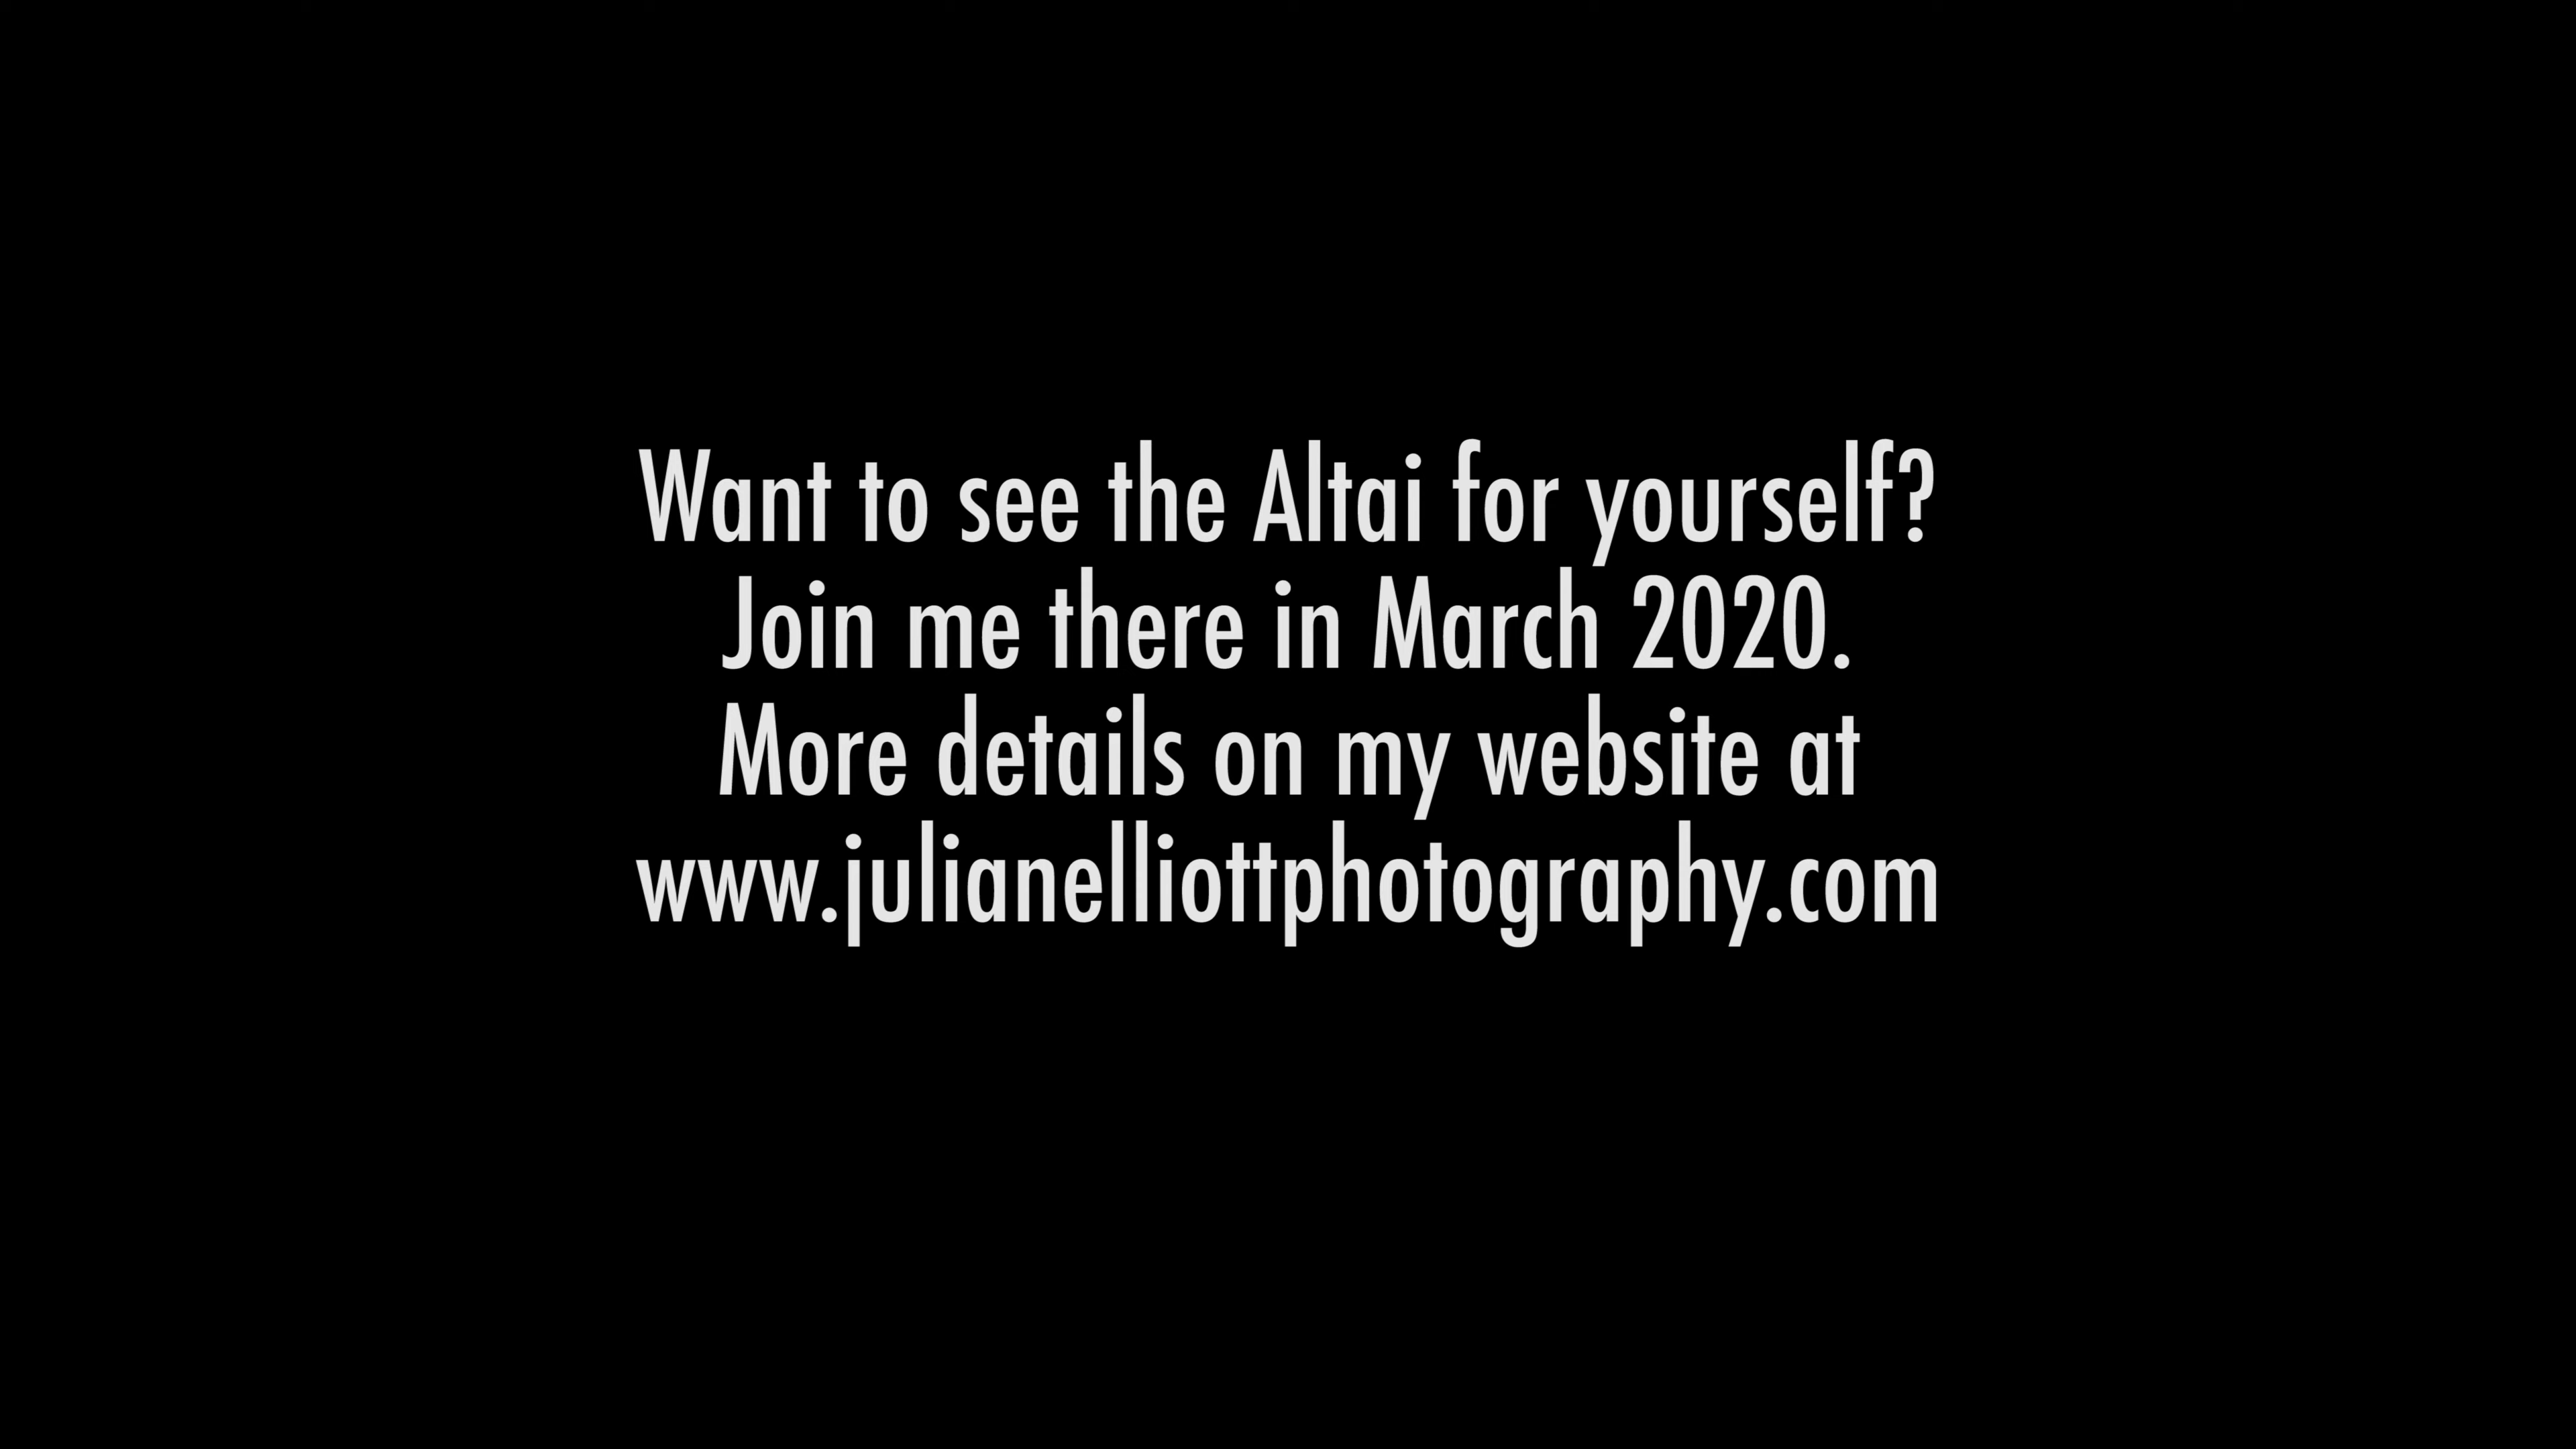 Want to see the Altai for yourself?
Join me there in March 2020.
More details on my website at
www.julianelliottphotography.com